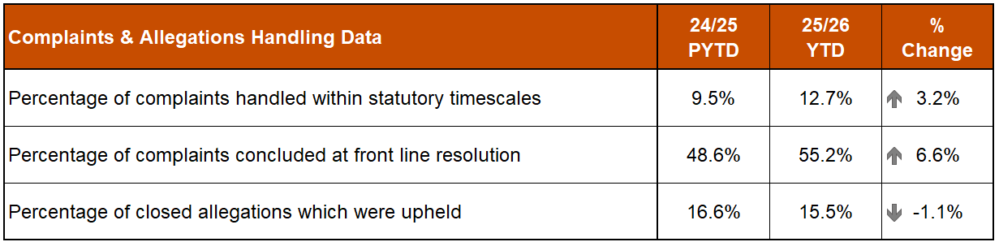 Complaints & Allegations Handling Data 24/25 PYTD 25/26 YTD % Change
Percentage of complaints handled within statutory timescales 9.5% 12.7% 3.2%
Percentage of complaints concluded at front line resolution 48.6% 55.2% 6.6%
Percentage of closed allegations which were upheld 16.6% 15.5% -1.1%